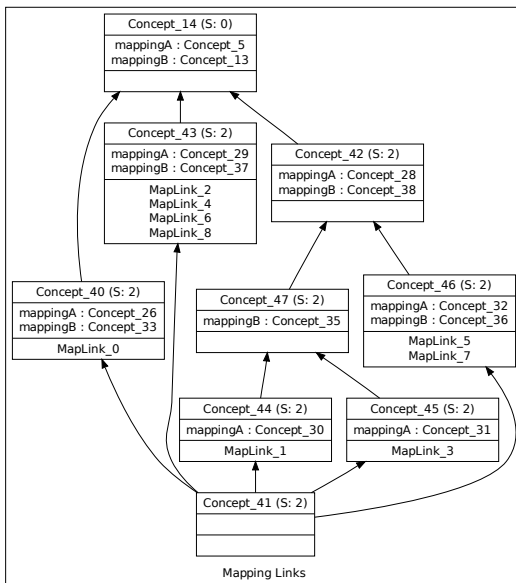 Concept_14 (S: 0)
mappingA : Concept_5
mappingB : Concept_13
Concept_43 (S: 2)
mappingA : Concept_29
mappingB : Concept_37
MapLink_2
MapLink_4
MapLink_6
MapLink_8
Concept_42 (S: 2)
mappingA : Concept_28
mappingB : Concept_38
Concept_40 (S: 2)
mappingA : Concept_26
mappingB : Concept_33
MapLink_0
Concept_47 (S: 2)
mappingB : Concept_35
Concept_46 (S: 2)
mappingA : Concept_32
mappingB : Concept_36
MapLink_5
MapLink_7
Concept_44 (S: 2)
mappingA : Concept_30
MapLink_1
Concept_45 (S: 2)
mappingA : Concept_31
MapLink_3
Concept_41 (S: 2)
Mapping Links